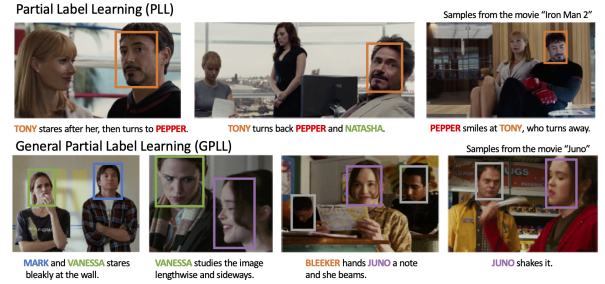 Partial Label Learning (PLL)
Samples from the movie “Iron Man 2”
TONY stares after her, then turns to PEPPER.
TONY turns back PEPPER and NATASHA.
PEPPER smiles at TONY, who turns away.
General Partial Label Learning (GPLL)
Samples from the movie “Juno”
UGS
MARK and VANESSA stares
bleakly at the wall.
VANESSA studies the image
lengthwise and sideways.
BLEEKER hands JUNO a note
and she beams.
JUNO shakes it.